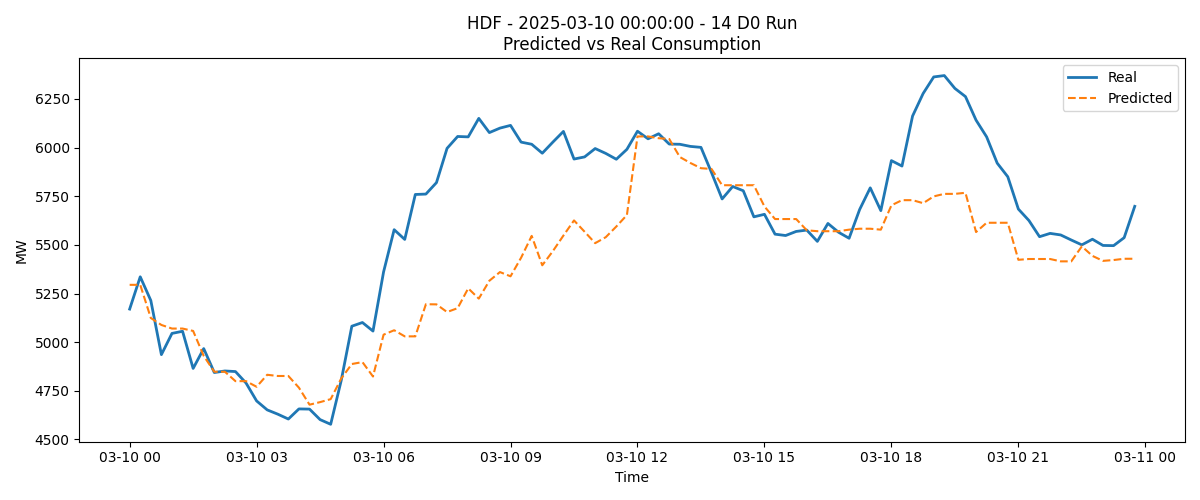 HDF - 2025-03-10 00:00:00 - 14 D0 Run
Predicted vs Real Consumption
Real
Predicted
MW
6250
6000
5750
5500
5250
5000
4750
4500
03-10 00
03-10 03
03-10 06
03-10 09
03-10 12
03-10 15
03-10 18
03-10 21
03-11 00
Time